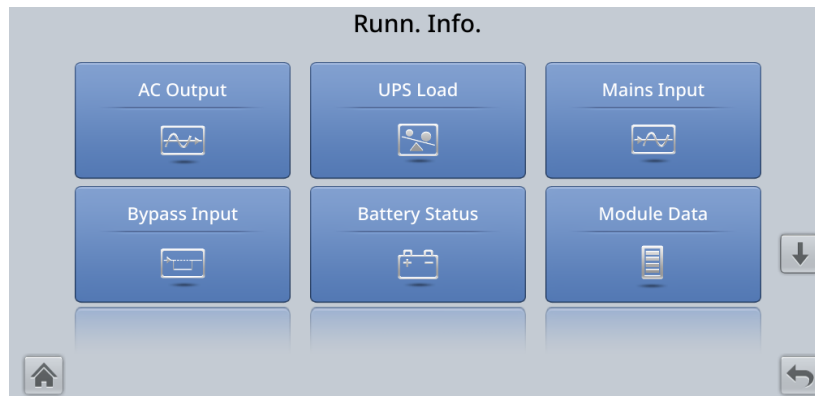 Runn. Info.
AC Output
UPS Load
Mains Input
Bypass Input
Battery Status
Module Data